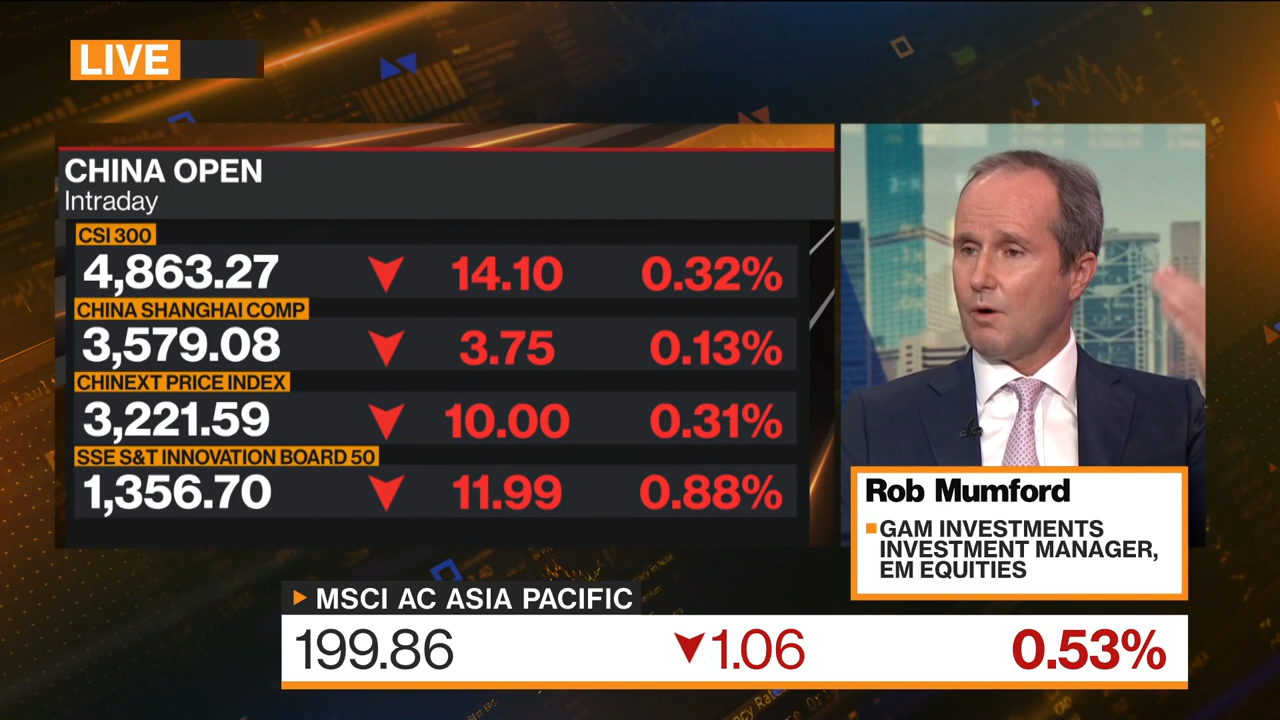 LIVE
CHINA OPEN
Intraday
CSI 300
4,863.27 14.10 0.32%
CHINA SHANGHAI COMP
3,579.08 3.75 0.13%
CHINEXT PRICE INDEX
3,221.59 10.00 0.31%
SSE S&T INNOVATION BOARD 50
1,356.70 11.99 0.88%
Rob Mumford
GAM INVESTMENTS
INVESTMENT MANAGER,
EM EQUITIES
MSCI AC ASIA PACIFIC
199.86 1.06 0.53%